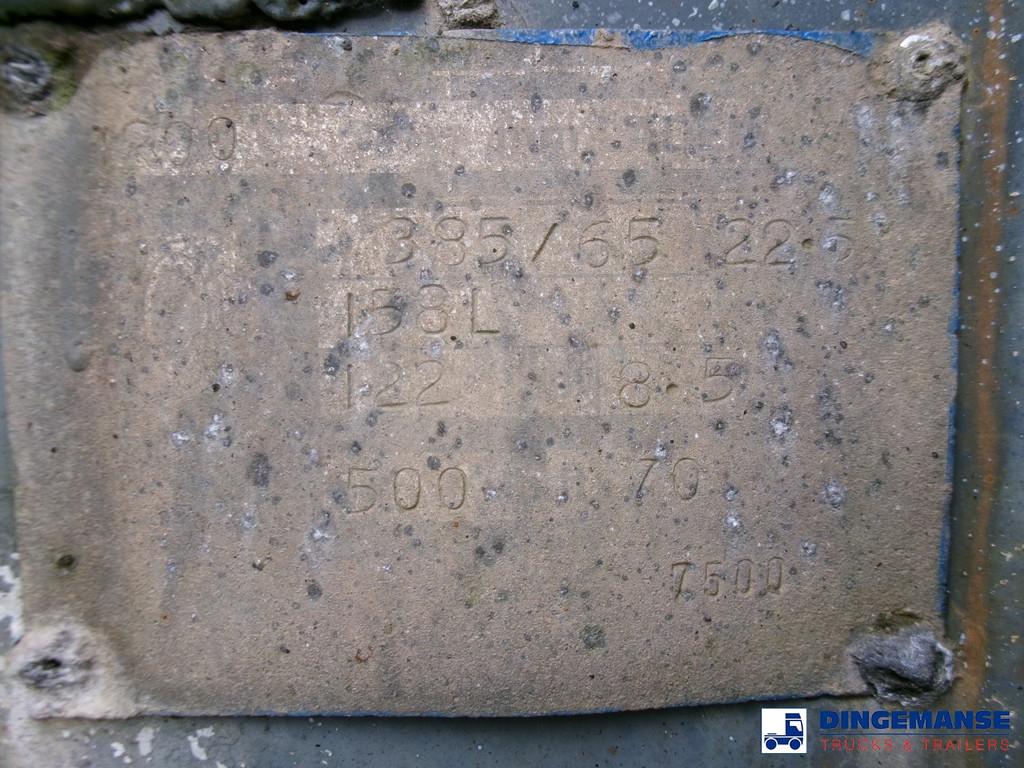 385/65 22.5
158L
122 8.5
500 70
7500
DINGEMANSE
TRUCKS & TRAILERS